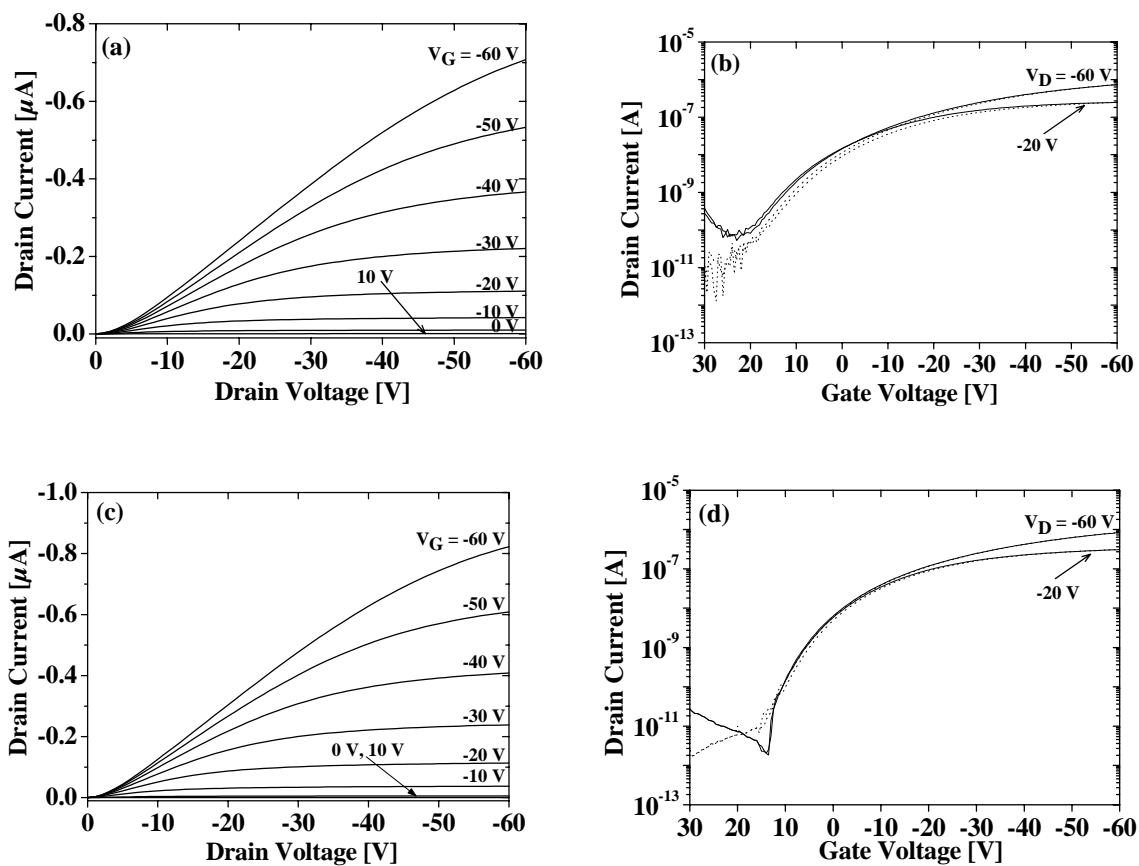 (a)
-0.8
-0.6
-0.4
-0.2
0.0
Drain Current [μA]
V_G = -60 V
-50 V
-40 V
-30 V
-20 V
-10 V
0 V
10 V
0 -10 -20 -30 -40 -50 -60
Drain Voltage [V]
(b)
10^-5
10^-7
10^-9
10^-11
10^-13
Drain Current [A]
V_D = -60 V
-20 V
30 20 10 0 -10 -20 -30 -40 -50 -60
Gate Voltage [V]
(c)
-1.0
-0.8
-0.6
-0.4
-0.2
0.0
Drain Current [μA]
V_G = -60 V
-50 V
-40 V
-30 V
-20 V
-10 V
0 V, 10 V
0 -10 -20 -30 -40 -50 -60
Drain Voltage [V]
(d)
10^-5
10^-7
10^-9
10^-11
10^-13
Drain Current [A]
V_D = -60 V
-20 V
30 20 10 0 -10 -20 -30 -40 -50 -60
Gate Voltage [V]